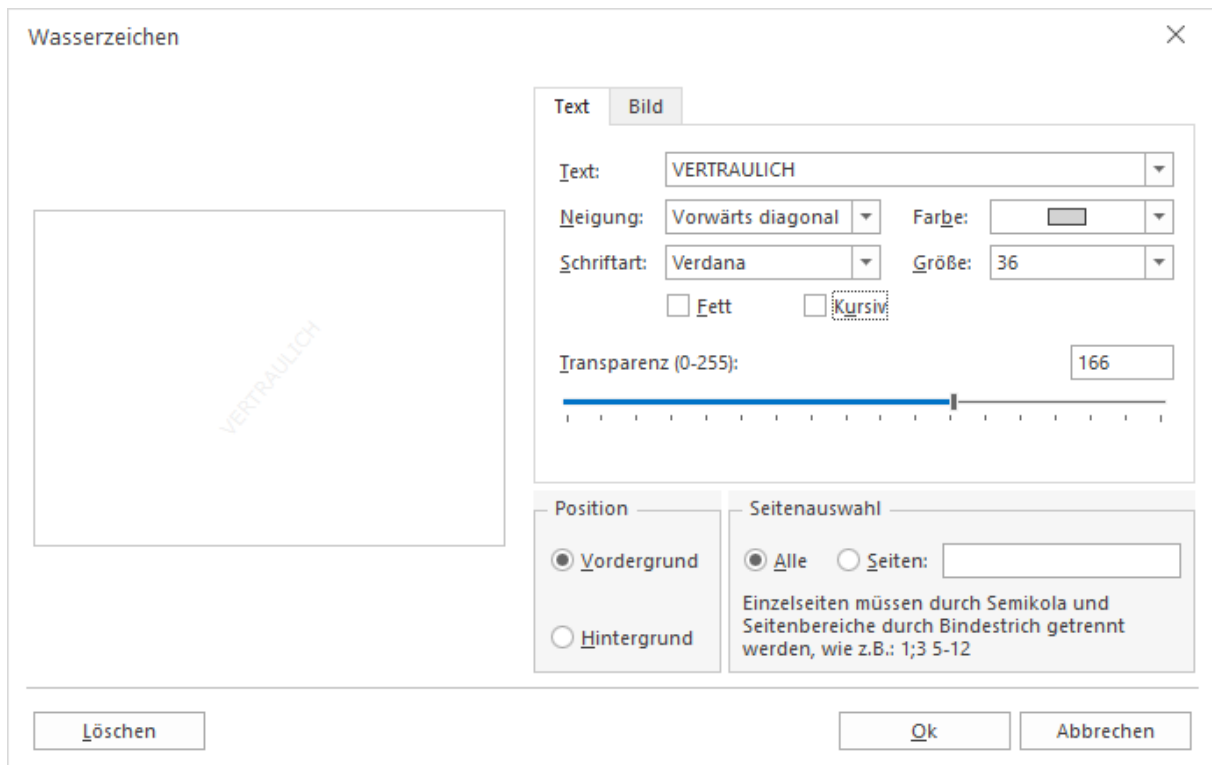 Wasserzeichen
Text Bild
Text: VERTRAULICH
Neigung: Vorwärts diagonal Farbe:
Schriftart: Verdana Größe: 36
Fett Kursiv
Transparenz (0-255): 166
VERTRAULICH
Position
Vordergrund
Hintergrund
Seitenauswahl
Alle Seiten:
Einzelseiten müssen durch Semikola und
Seitenbereiche durch Bindestrich getrennt
werden, wie z.B.: 1;3 5-12
Löschen Ok Abbrechen